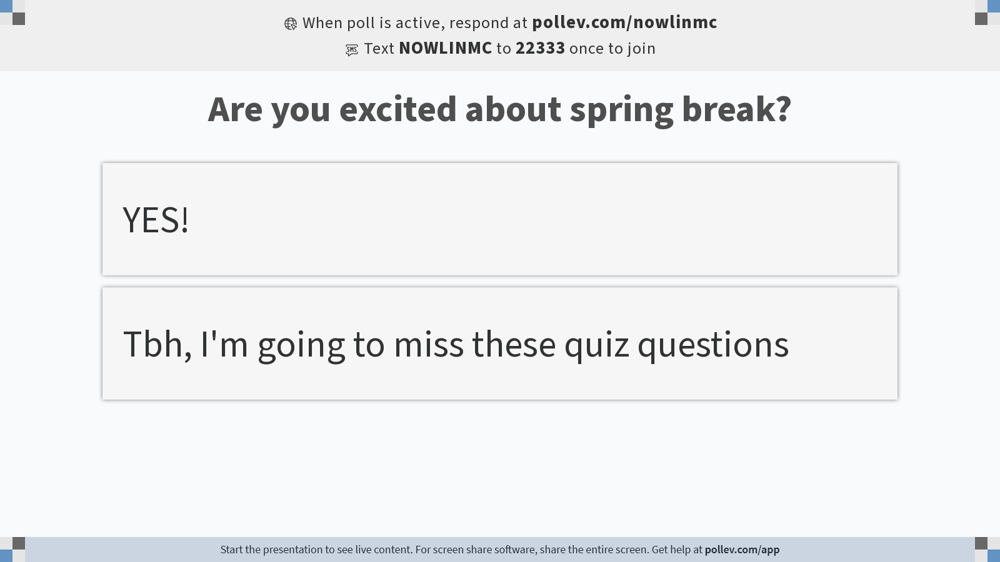 When poll is active, respond at pollev.com/nowlinmc
SMS Text NOWLINMC to 22333 once to join
Are you excited about spring break?
YES!
Tbh, I'm going to miss these quiz questions
Start the presentation to see live content. For screen share software, share the entire screen. Get help at pollev.com/app